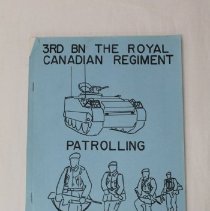 3RD BN THE ROYAL
CANADIAN REGIMENT
PATROLLING